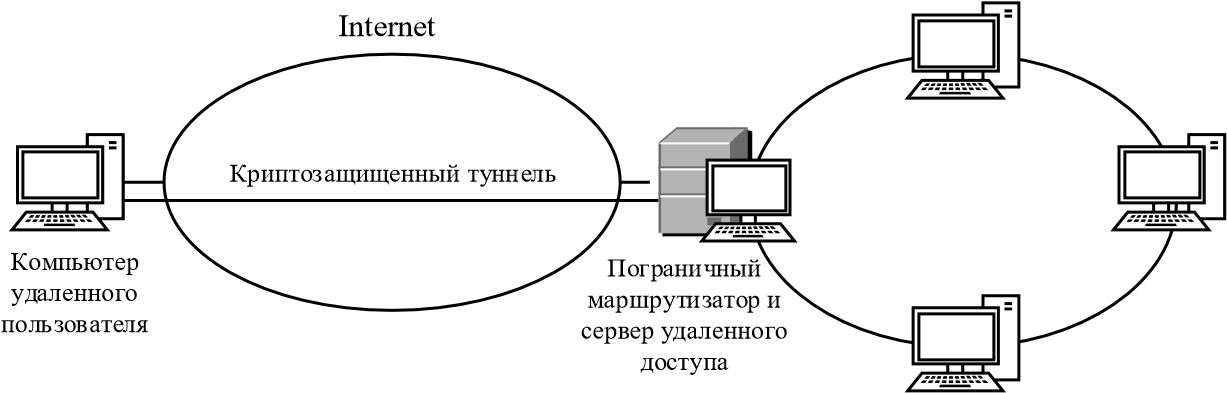 Internet
Криптозащищенный туннель
Компьютер
удаленного
пользователя
Пограничный
маршрутизатор и
сервер удаленного
доступа